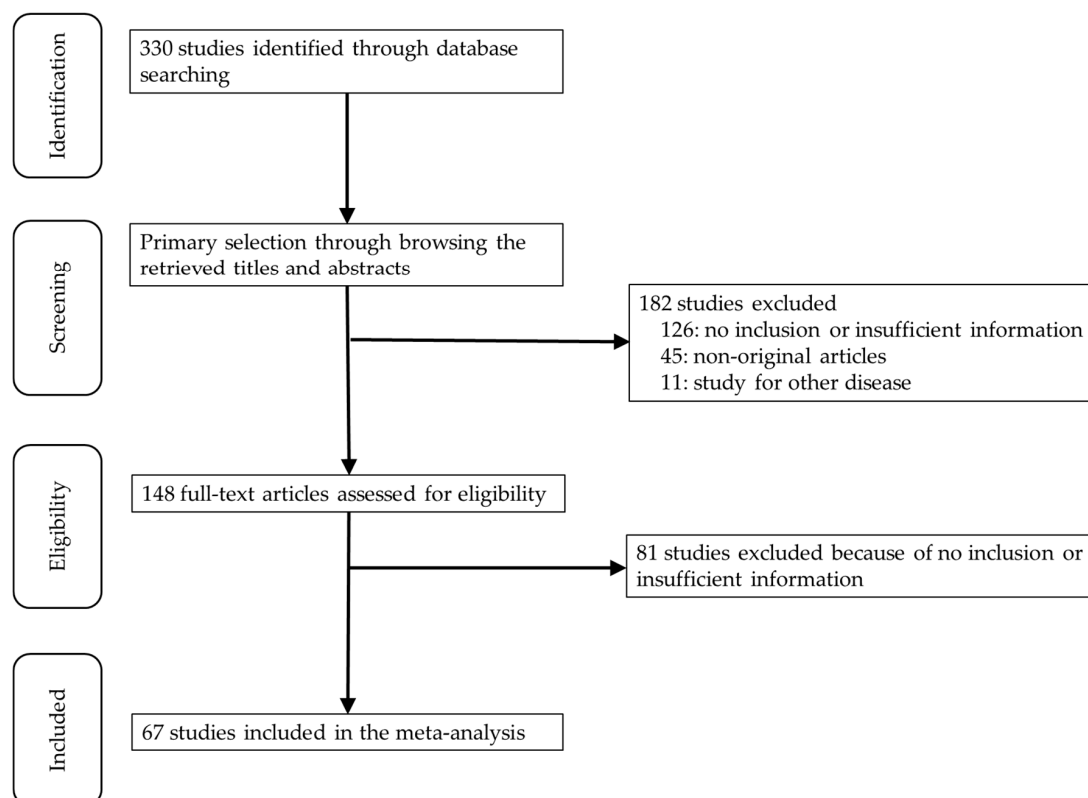 Identification
330 studies identified through database
searching
Screening
Primary selection through browsing the
retrieved titles and abstracts
182 studies excluded
126: no inclusion or insufficient information
45: non-original articles
11: study for other disease
Eligibility
148 full-text articles assessed for eligibility
81 studies excluded because of no inclusion or
insufficient information
Included
67 studies included in the meta-analysis